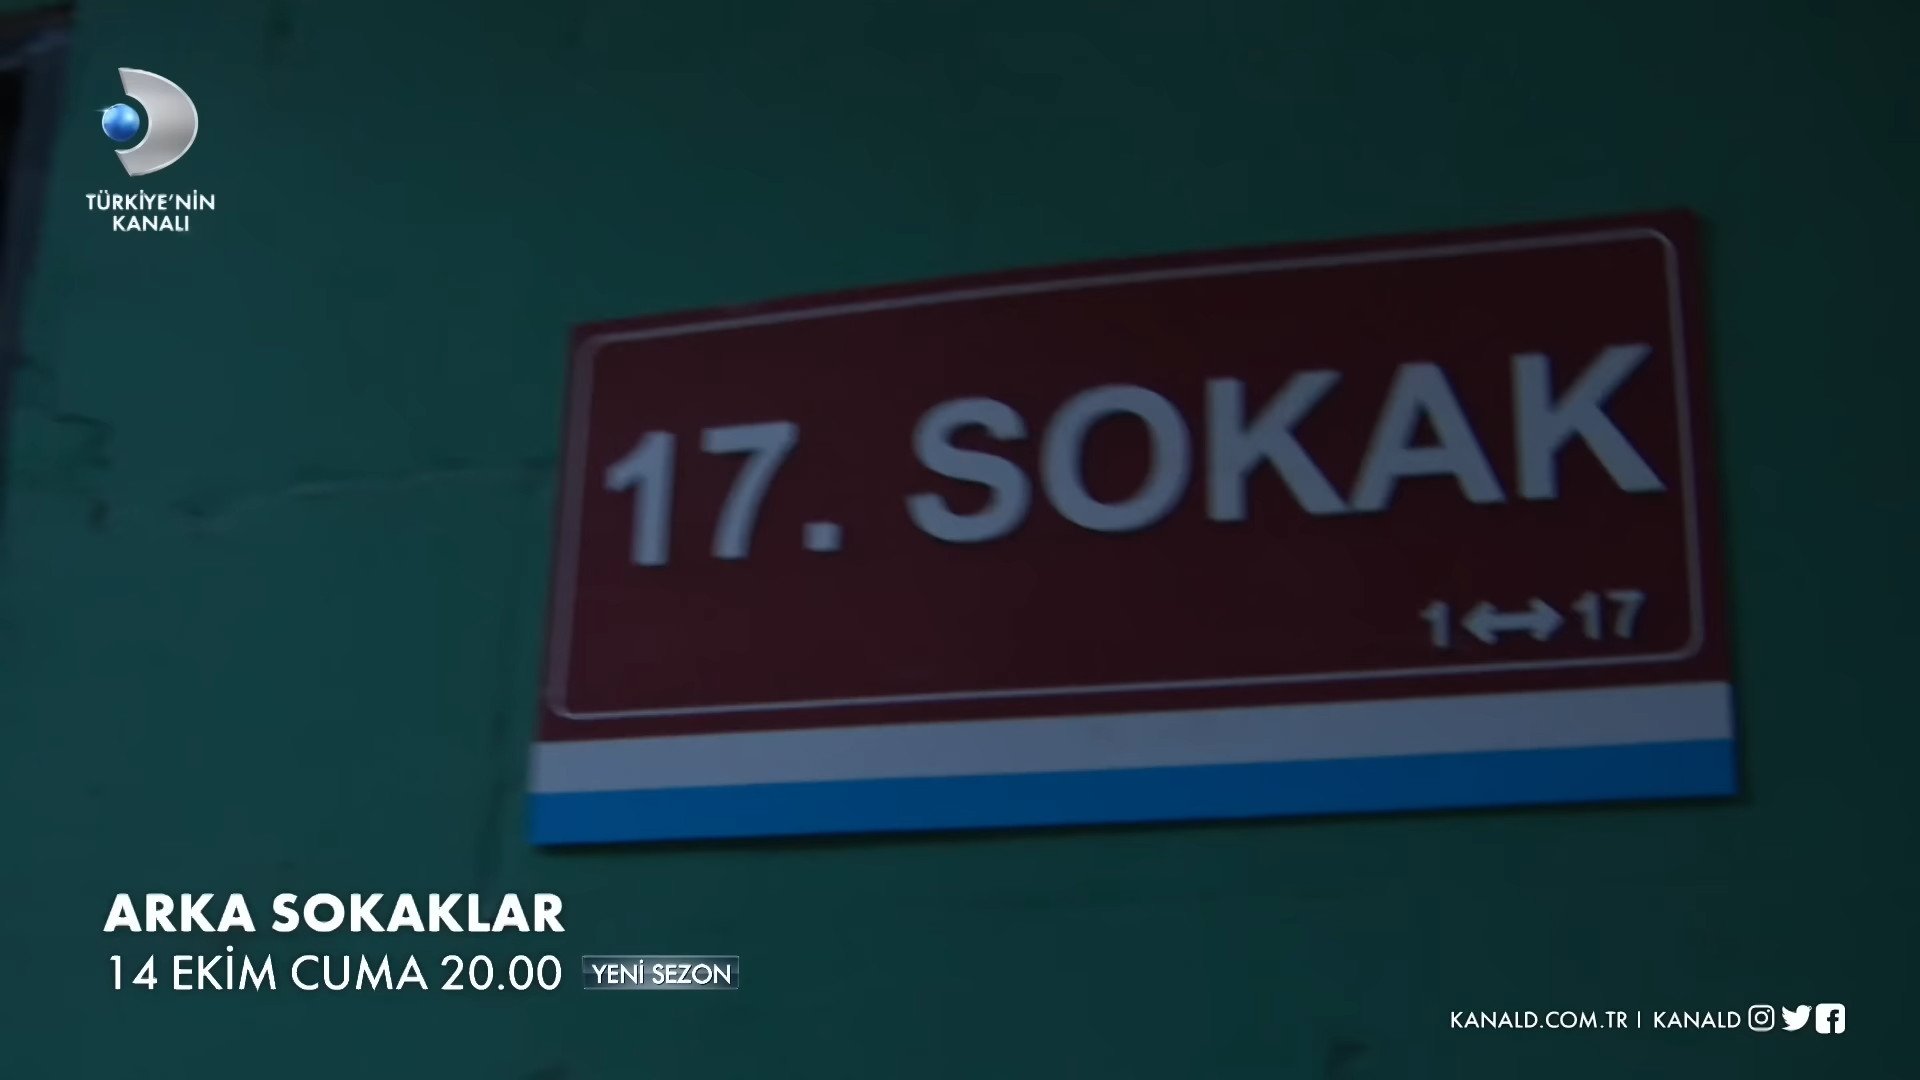 TÜRKİYE'NİN
KANALI
17. SOKAK
1↔17
ARKA SOKAKLAR
14 EKİM CUMA 20.00 YENİ SEZON
KANALD.COM.TR | KANALD